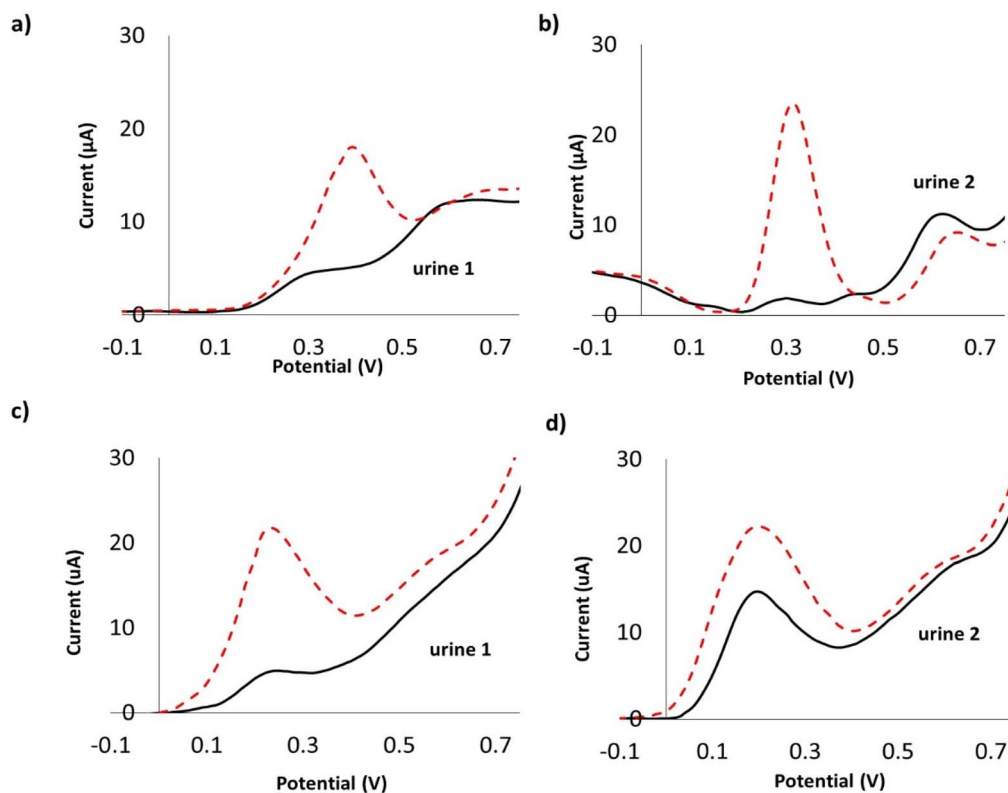 a)
30
20
10
0
Current (µA)
-0.1 0.1 0.3 0.5 0.7
Potential (V)
urine 1
b)
30
20
10
0
Current (µA)
-0.1 0.1 0.3 0.5 0.7
Potential (V)
urine 2
c)
30
20
10
0
Current (uA)
-0.1 0.1 0.3 0.5 0.7
Potential (V)
urine 1
d)
30
20
10
0
Current (uA)
-0.1 0.1 0.3 0.5 0.7
Potential (V)
urine 2